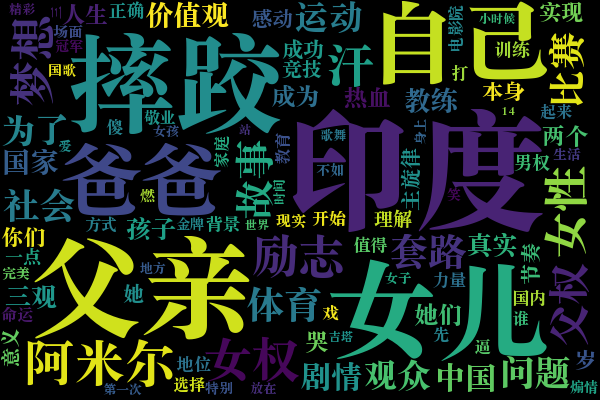 精彩
川
人生
正确
价值观
感动
运动
自己
电影院
小时候
实现
梦想
场面
冠军
国歌
摔跤
成功
竞技
汗
打
训练
比赛
热血
教练
本身
成为
14
起来
为了
爱
傻
敬业
女孩
家庭
站
教育
歌舞
身上
两个
国家
爸爸
故事
不如
印度
主旋律
男权
生活
社会
燃
时间
笑
女性
你们
方式
孩子
金牌
背景
世界
现实
开始
理解
一点
完美
父亲
地方
励志
值得
套路
真实
节奏
父权
三观
她
女儿
女子
力量
国内
命运
体育
戏
她们
谁
意义
阿米尔
地位
女权
哭
吉塔
先
逼
岁
选择
剧情
观众
中国
问题
第一次
特别
放在
煽情